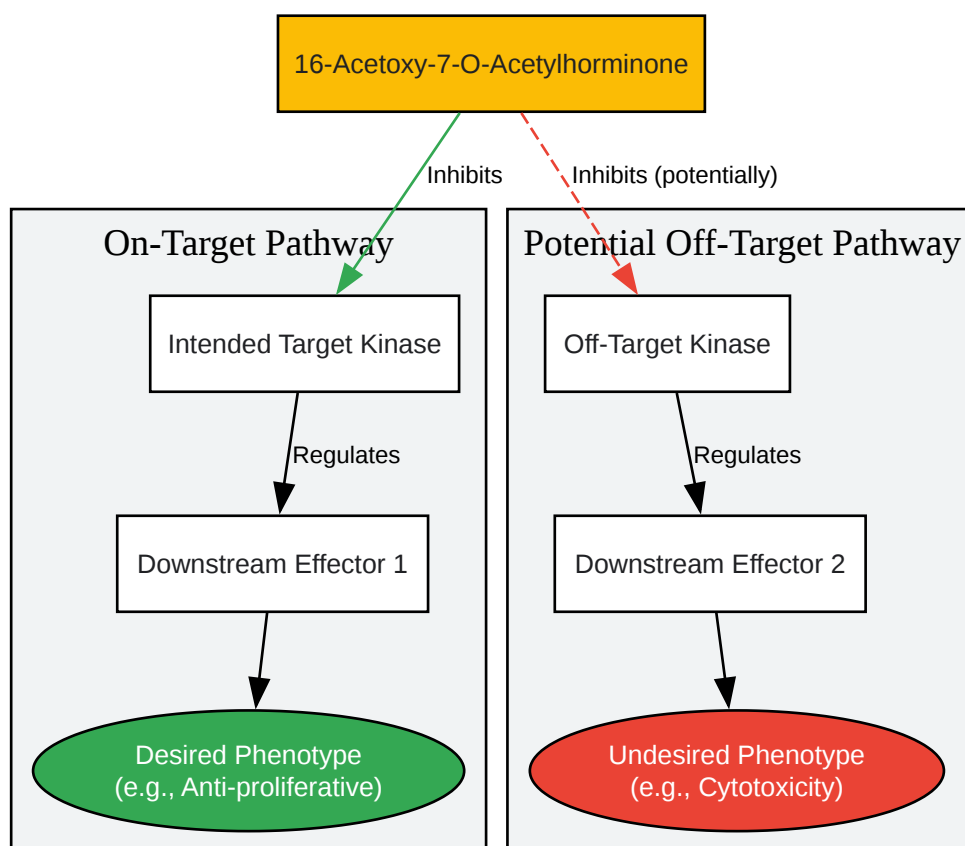 16-Acetoxy-7-O-Acetylhorminone
Inhibits
Inhibits (potentially)
On-Target Pathway
Potential Off-Target Pathway
Intended Target Kinase
Off-Target Kinase
Regulates
Regulates
Downstream Effector 1
Downstream Effector 2
Desired Phenotype
(e.g., Anti-proliferative)
Undesired Phenotype
(e.g., Cytotoxicity)